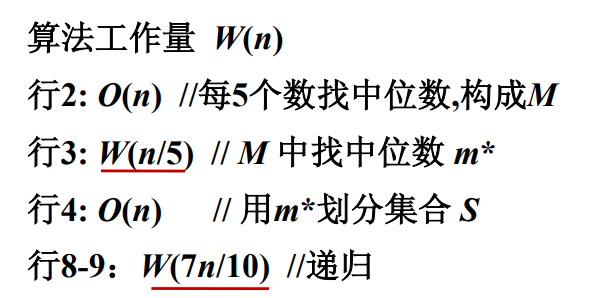 算法工作量 W(n)
行2: O(n) //每5个数找中位数,构成M
行3: W(n/5) // M 中找中位数 m*
行4: O(n) // 用m*划分集合 S
行8-9：W(7n/10) //递归